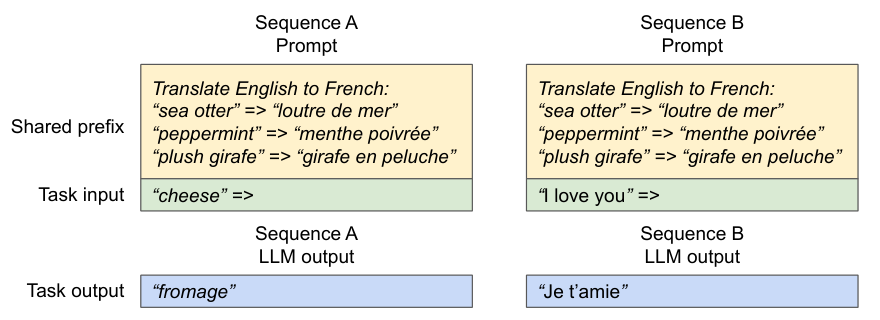 Sequence A
Prompt
Sequence B
Prompt
Shared prefix
Translate English to French:
“sea otter” => “loutre de mer”
“peppermint” => “menthe poivrée”
“plush girafe” => “girafe en peluche”
Translate English to French:
“sea otter” => “loutre de mer”
“peppermint” => “menthe poivrée”
“plush girafe” => “girafe en peluche”
Task input
“cheese” =>
“I love you” =>
Sequence A
LLM output
Sequence B
LLM output
Task output
“fromage”
“Je t’amie”